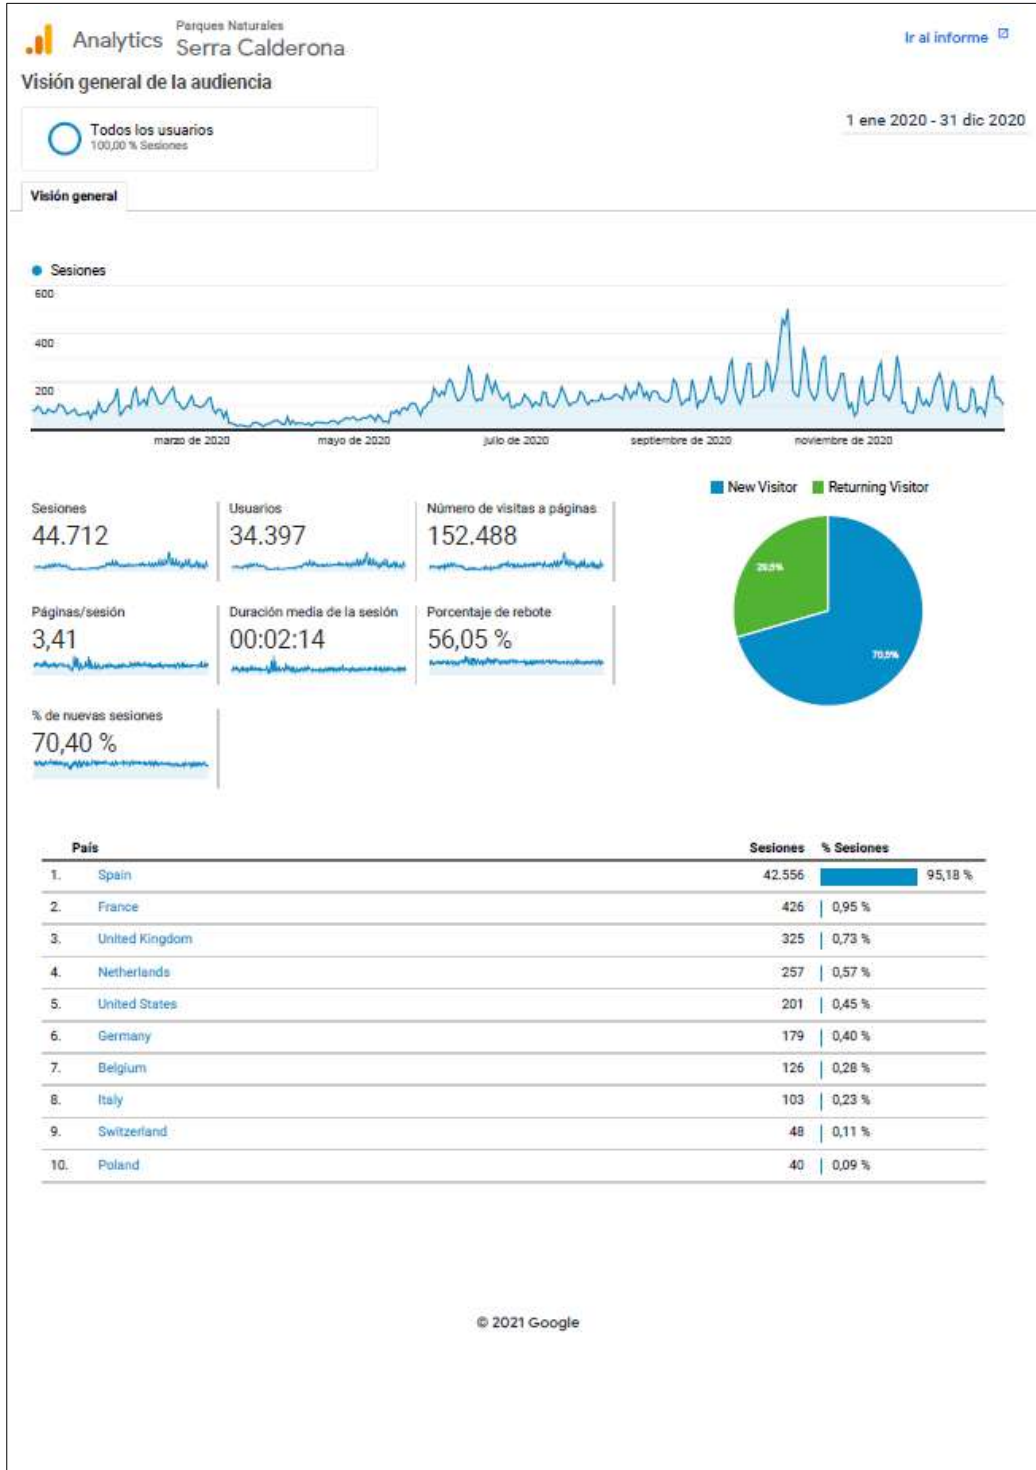 Analytics
Parques Naturales
Serra Calderona
Ir al informe
Visión general de la audiencia
Todos los usuarios
100,00 % Sesiones
1 ene 2020 - 31 dic 2020
Visión general
Sesiones
600
400
200
marzo de 2020 mayo de 2020 julio de 2020 septiembre de 2020 noviembre de 2020
New Visitor Returning Visitor
29,5%
70,5%
Sesiones Usuarios Número de visitas a páginas
44.712 34.397 152.488
Páginas/sesión Duración media de la sesión Porcentaje de rebote
3,41 00:02:14 56,05 %
% de nuevas sesiones
70,40 %
País Sesiones % Sesiones
1. Spain 42.556 95,18 %
2. France 426 0,95 %
3. United Kingdom 325 0,73 %
4. Netherlands 257 0,57 %
5. United States 201 0,45 %
6. Germany 179 0,40 %
7. Belgium 126 0,28 %
8. Italy 103 0,23 %
9. Switzerland 48 0,11 %
10. Poland 40 0,09 %
© 2021 Google